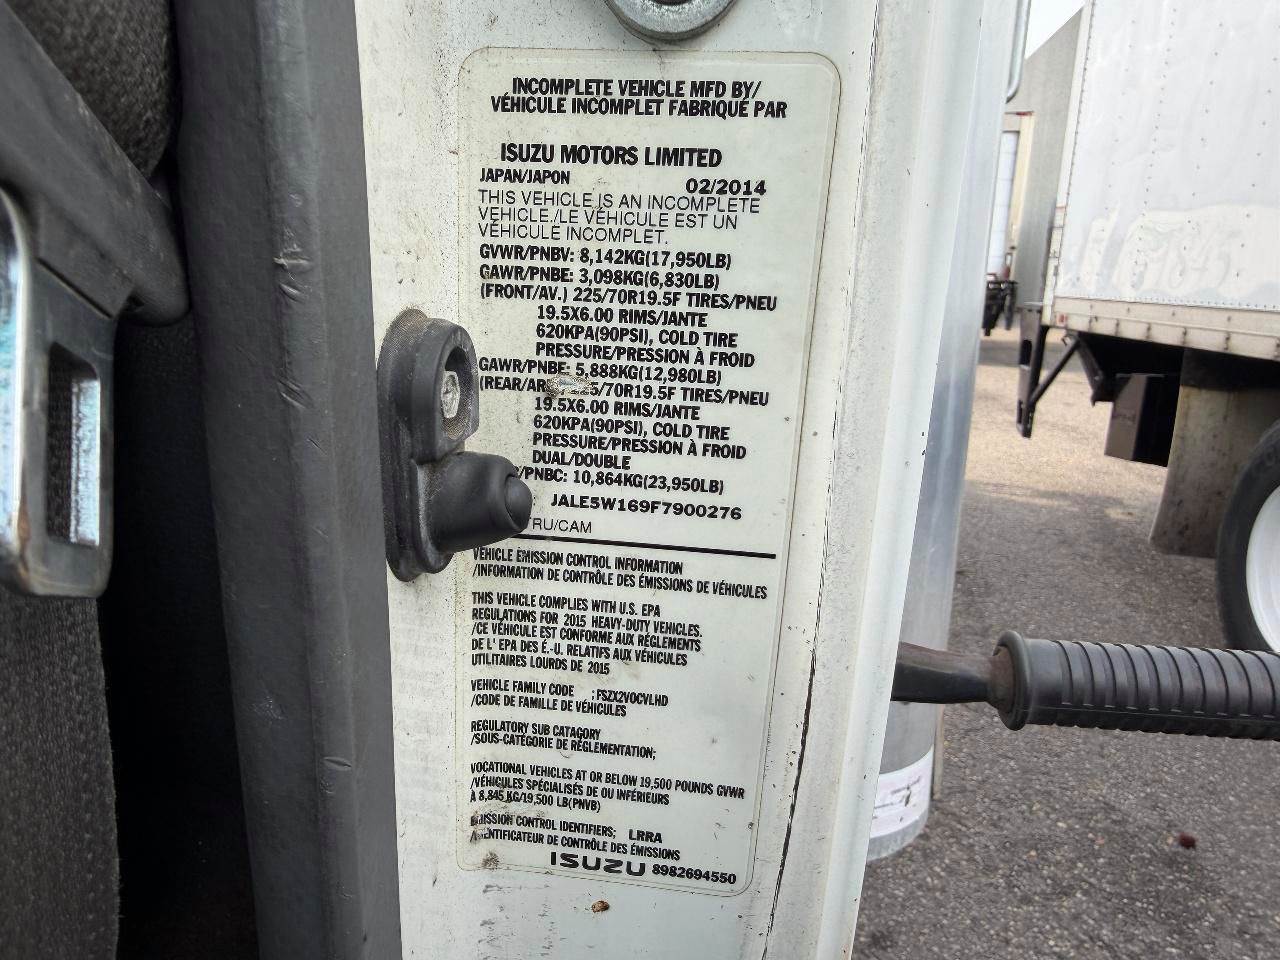 INCOMPLETE VEHICLE MFD BY/
VÉHICULE INCOMPLET FABRIQUÉ PAR
ISUZU MOTORS LIMITED
JAPAN/JAPON 02/2014
THIS VEHICLE IS AN INCOMPLETE
VEHICLE./LE VÉHICULE EST UN
VÉHICULE INCOMPLET.
GVWR/PNBV: 8,142KG(17,950LB)
GAWR/PNBE: 3,098KG(6,830LB)
(FRONT/AV.) 225/70R19.5F TIRES/PNEU
19.5X6.00 RIMS/JANTE
620KPA(90PSI), COLD TIRE
PRESSURE/PRESSION À FROID
GAWR/PNBE: 5,888KG(12,980LB)
(REAR/AR 5/70R19.5F TIRES/PNEU
19.5X6.00 RIMS/JANTE
620KPA(90PSI), COLD TIRE
PRESSURE/PRESSION À FROID
DUAL/DOUBLE
/PNBC: 10,864KG(23,950LB)
JALE5W169F7900276
TRU/CAM
VEHICLE EMISSION CONTROL INFORMATION
/INFORMATION DE CONTRÔLE DES ÉMISSIONS DE VÉHICULES
THIS VEHICLE COMPLIES WITH U.S. EPA
REGULATIONS FOR 2015 HEAVY-DUTY VEHICLES.
/CE VÉHICULE EST CONFORME AUX RÉGLEMENTS
DE L' EPA DES É.-U. RELATIFS AUX VÉHICULES
UTILITAIRES LOURDS DE 2015
VEHICLE FAMILY CODE ;FSZX2VOCVLHD
/CODE DE FAMILLE DE VÉHICULES
REGULATORY SUB CATAGORY
/SOUS-CATÉGORIE DE RÉGLEMENTATION;
VOCATIONAL VEHICLES AT OR BELOW 19,500 POUNDS GVWR
/VÉHICULES SPÉCIALISÉS DE OU INFÉRIEURS
À 8,845 KG/19,500 LB(PNVB)
EMISSION CONTROL IDENTIFIERS; LRRA
/IDENTIFICATEUR DE CONTRÔLE DES ÉMISSIONS
ISUZU 8982694550